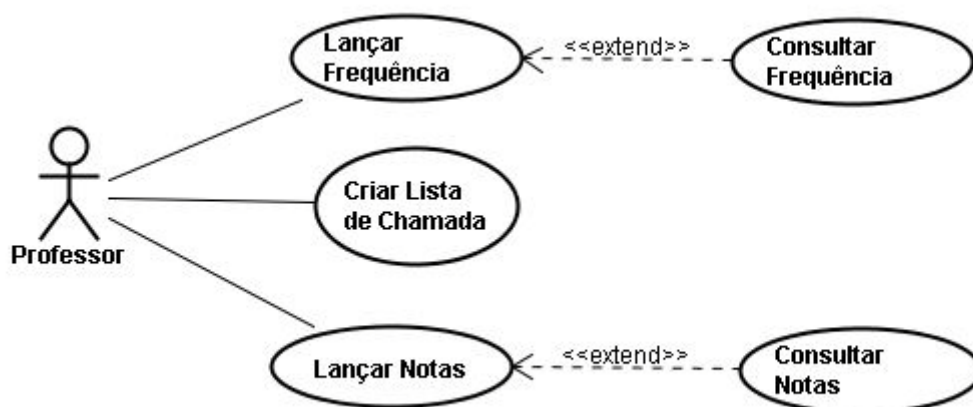 Lançar
Frequência
<<extend>>
Consultar
Frequência
Criar Lista
de Chamada
Professor
Lançar Notas
<<extend>>
Consultar
Notas